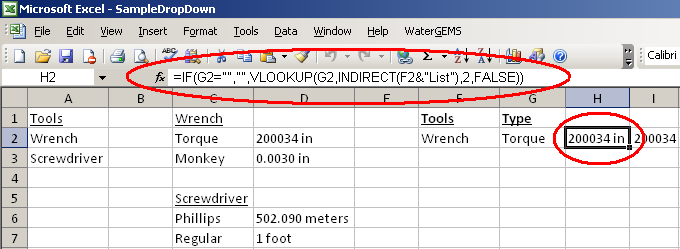 Microsoft Excel - SampleDropDown
File Edit View Insert Format Tools Data Window Help WaterGEMS
100% Calibri
H2 fx =IF(G2="","",VLOOKUP(G2,INDIRECT(F2&"List"),2,FALSE))
A B C D E F G H I
1 Tools Wrench Tools Type
2 Wrench Torque 200034 in Wrench Torque 200034 in 200034
3 Screwdriver Monkey 0.0030 in
4
5 Screwdriver
6 Phillips 502.090 meters
7 Regular 1 foot